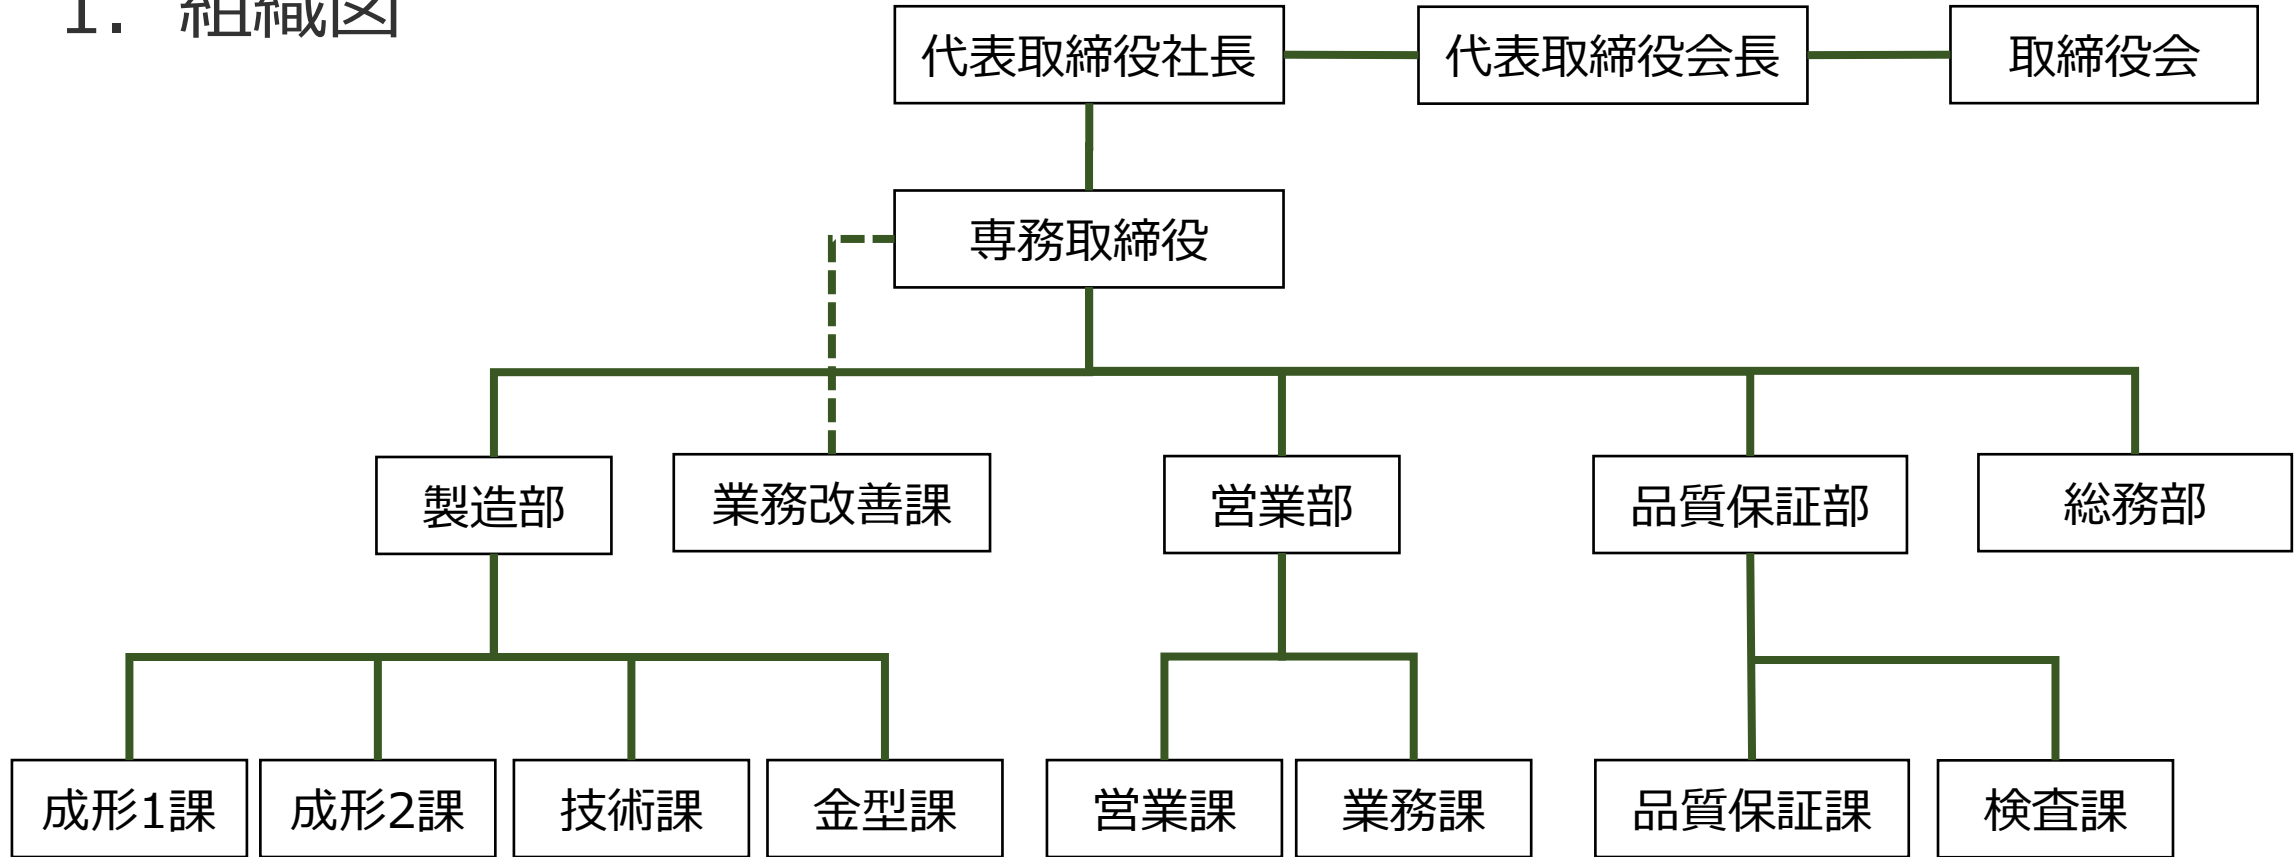 1. 組織図
代表取締役社長
代表取締役会長
取締役会
専務取締役
製造部
業務改善課
営業部
品質保証部
総務部
成形1課
成形2課
技術課
金型課
営業課
業務課
品質保証課
検査課